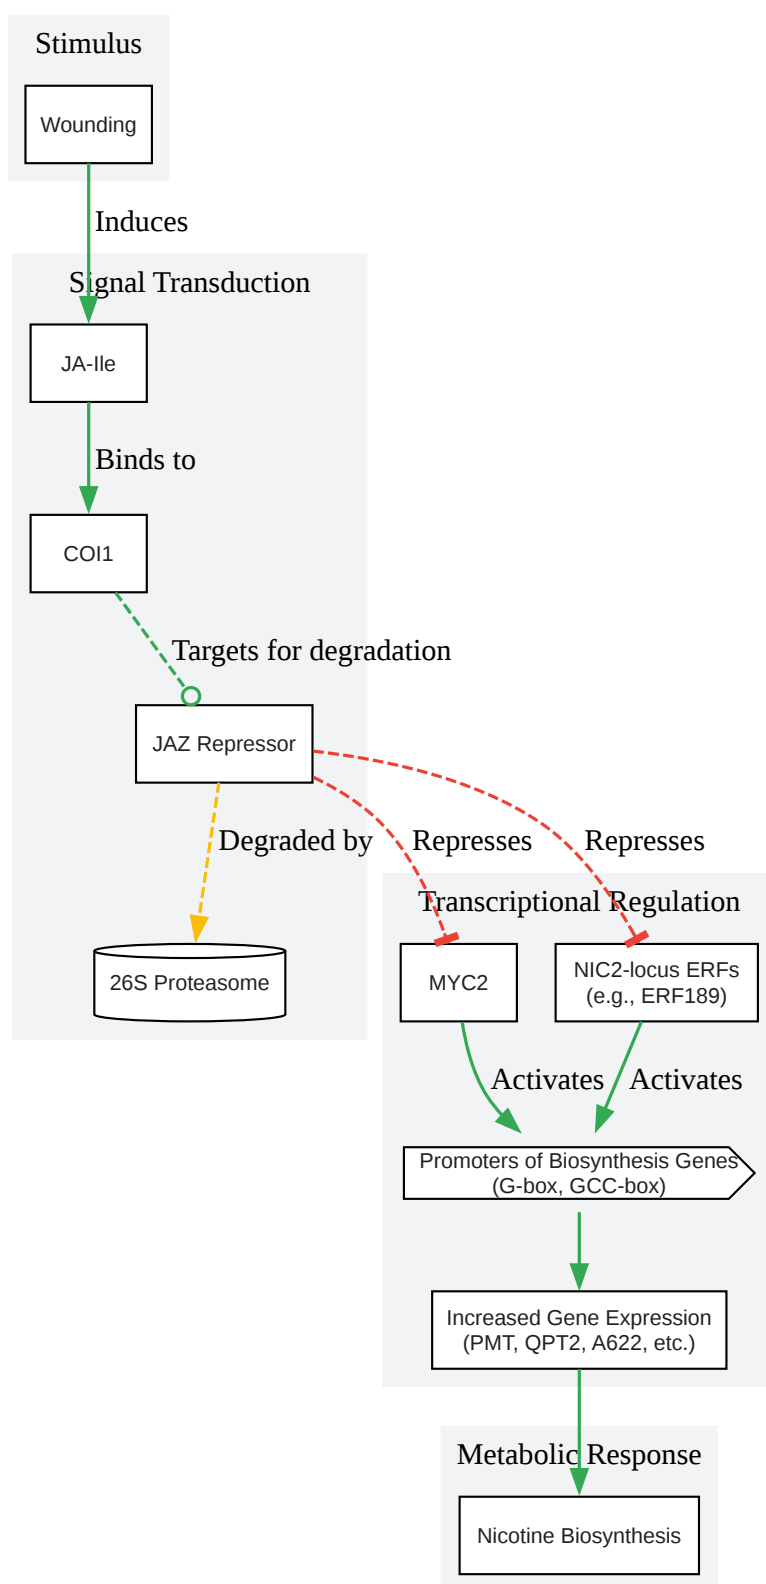 Stimulus
Wounding
Induces
Signal Transduction
JA-Ile
Binds to
COI1
Targets for degradation
JAZ Repressor
Degraded by
Represses
Represses
Transcriptional Regulation
26S Proteasome
MYC2
NIC2-locus ERFs
(e.g., ERF189)
Activates
Activates
Promoters of Biosynthesis Genes
(G-box, GCC-box)
Increased Gene Expression
(PMT, QPT2, A622, etc.)
Metabolic Response
Nicotine Biosynthesis